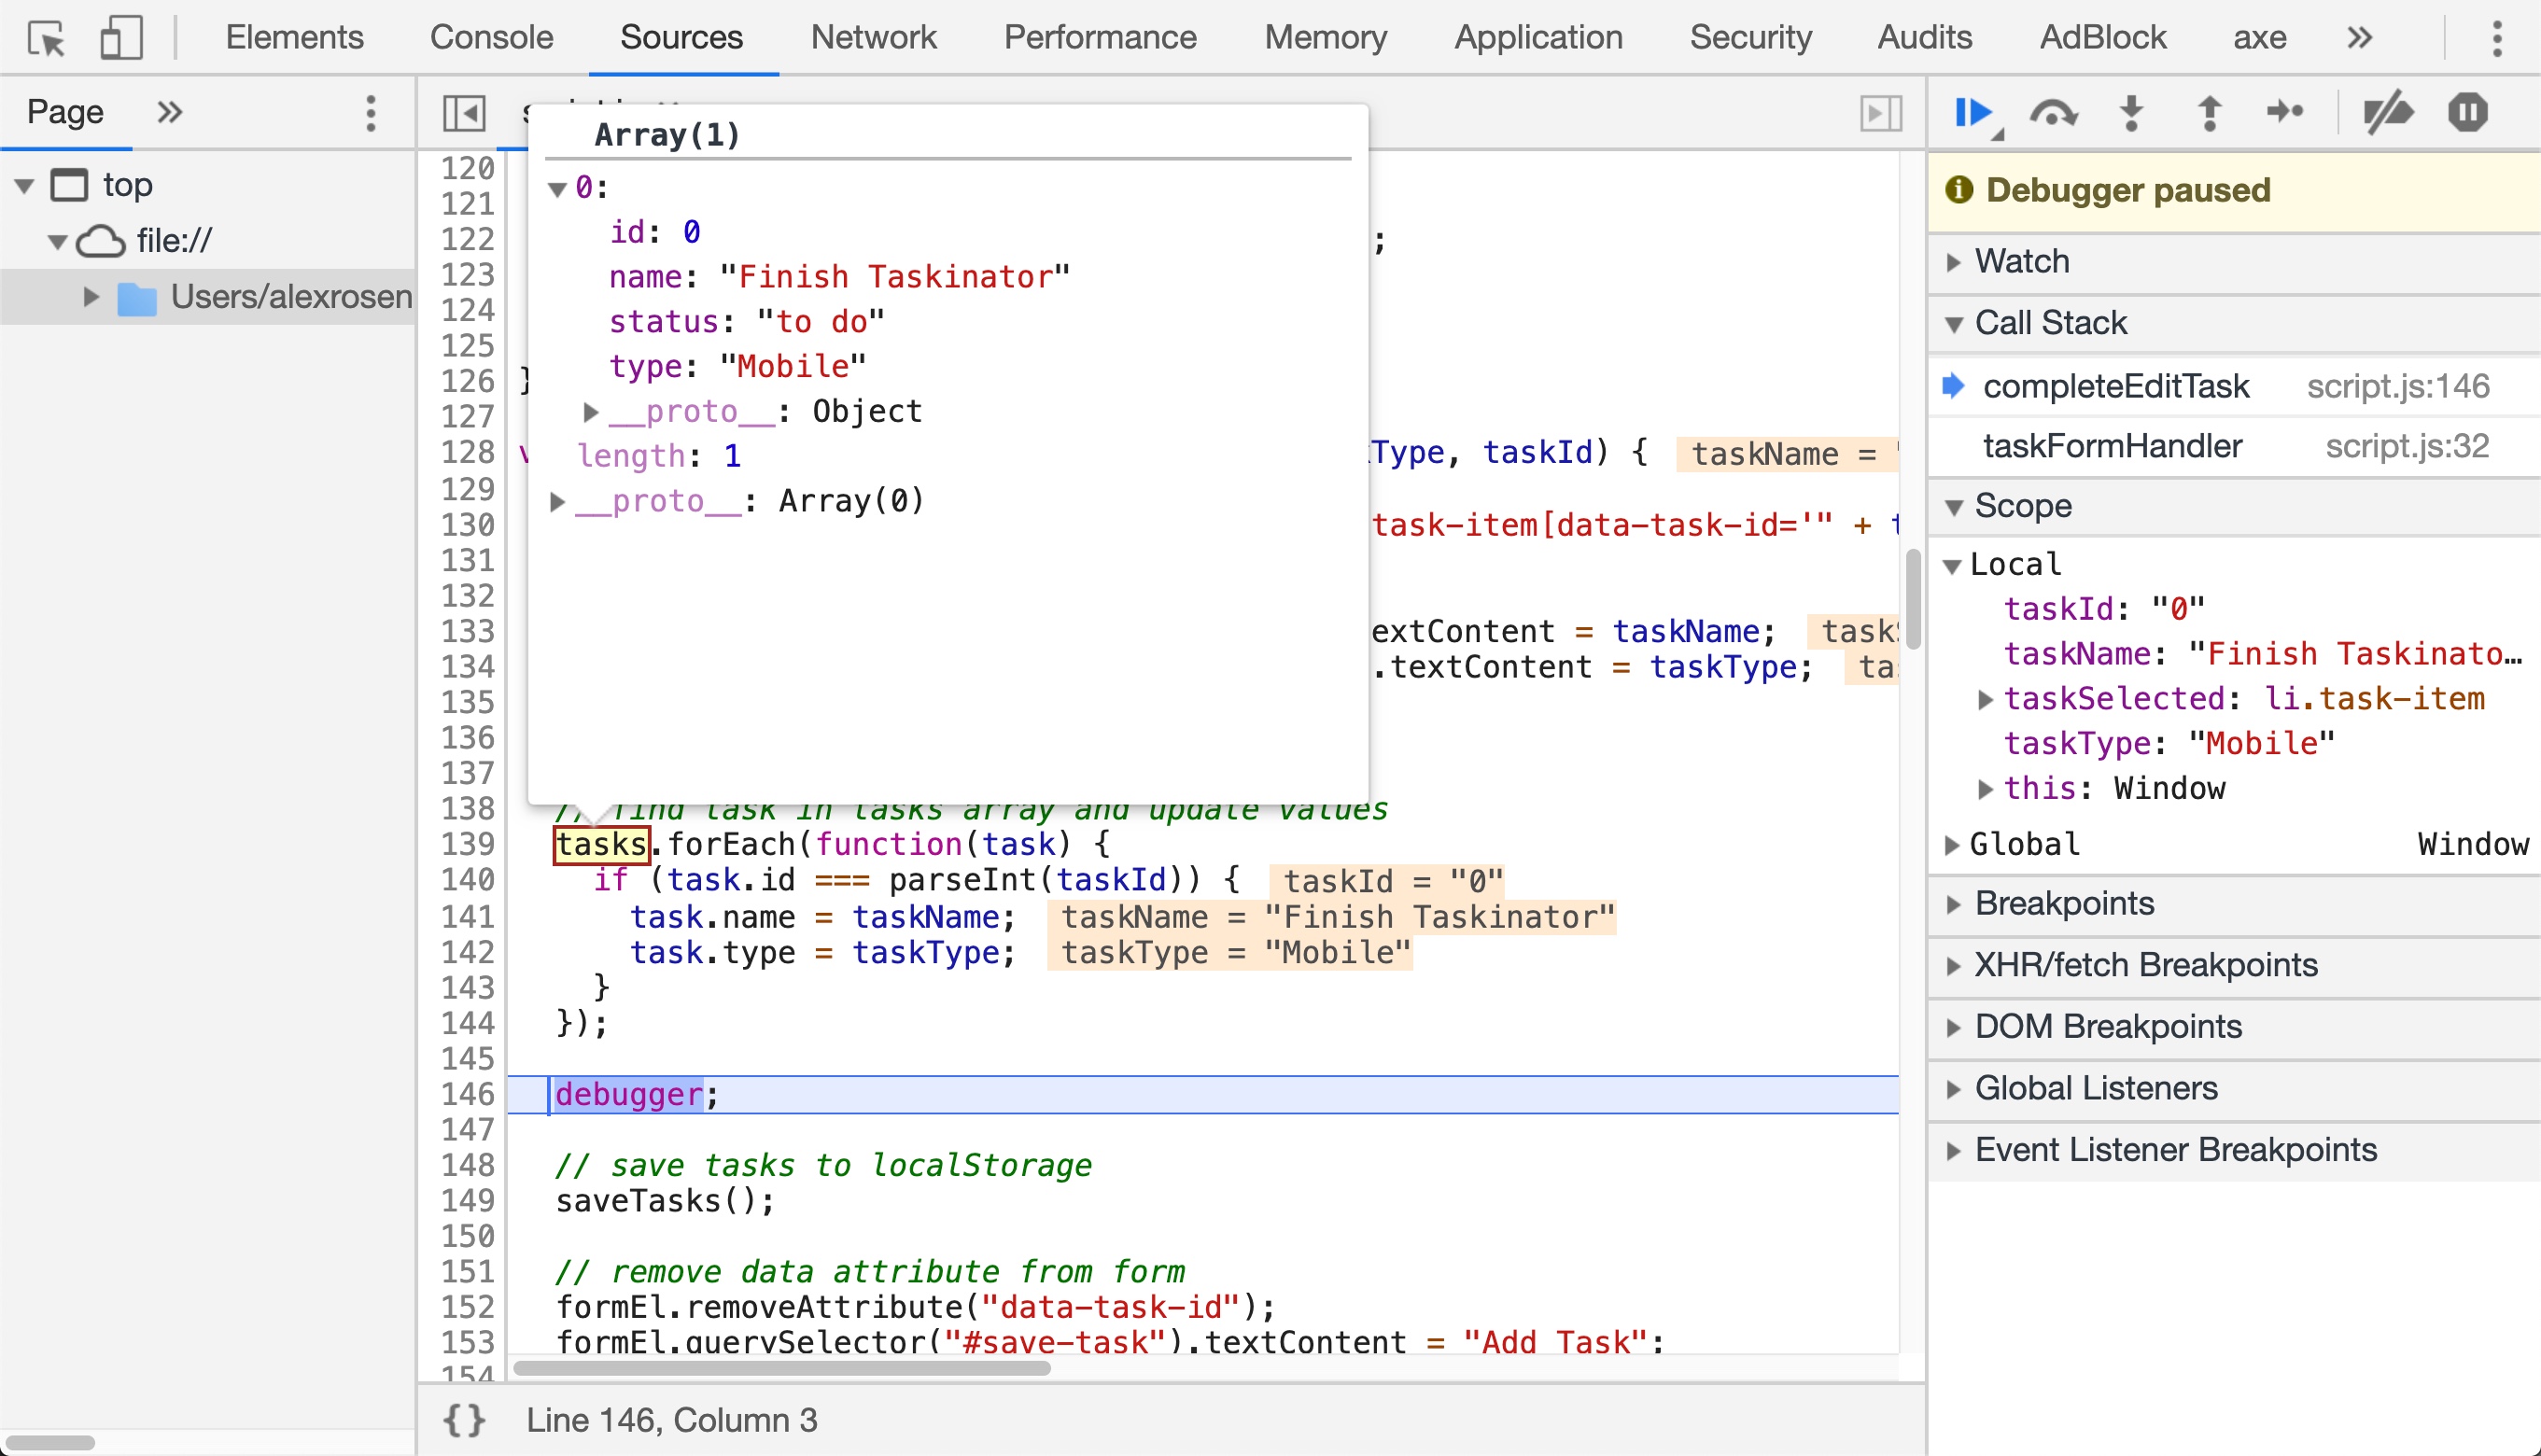 Elements Console Sources Network Performance Memory Application Security Audits AdBlock axe
Page
top
file://
Users/alexrosen
Array(1)
0:
id: 0
name: "Finish Taskinator"
status: "to do"
type: "Mobile"
__proto__: Object
length: 1
__proto__: Array(0)
120
121
122 ;
123
124
125
126 }
127
128 Type, taskId) { taskName = "
129
130 task-item[data-task-id='" +
131
132
133 extContent = taskName;
134 .textContent = taskType;
135
136
137
138 // find task in tasks array and update values
139 tasks.forEach(function(task) {
140 if (task.id === parseInt(taskId)) { taskId = "0"
141 task.name = taskName; taskName = "Finish Taskinator"
142 task.type = taskType; taskType = "Mobile"
143 }
144 });
145
146 debugger;
147
148 // save tasks to localStorage
149 saveTasks();
150
151 // remove data attribute from form
152 formEl.removeAttribute("data-task-id");
153 formEl.querySelector("#save-task").textContent = "Add Task";
154
{} Line 146, Column 3
Debugger paused
Watch
Call Stack
completeEditTask script.js:146
taskFormHandler script.js:32
Scope
Local
taskId: "0"
taskName: "Finish Taskinato…
taskSelected: li.task-item
taskType: "Mobile"
this: Window
Global Window
Breakpoints
XHR/fetch Breakpoints
DOM Breakpoints
Global Listeners
Event Listener Breakpoints